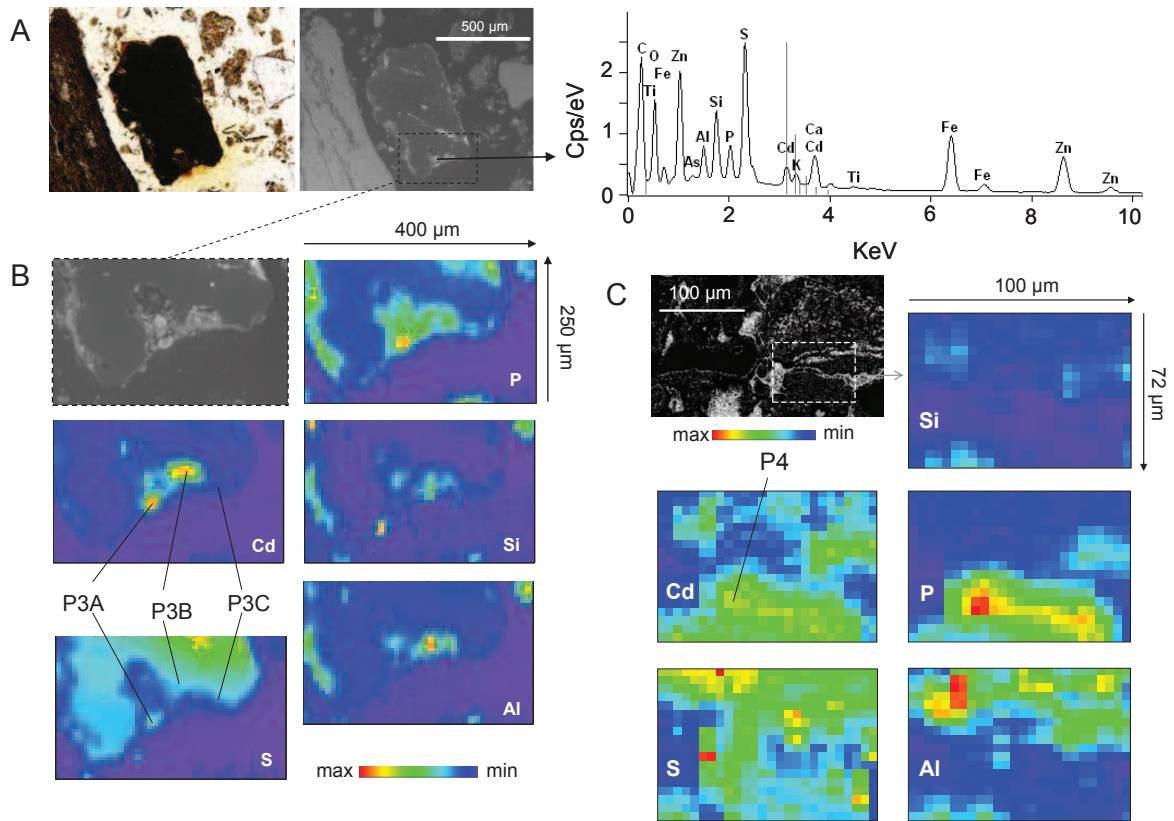 A
500 µm
Cps/eV
2
1
0
C
O
Ti
Fe
Zn
As
Al
Si
P
S
Cd
K
Ca
Cd
Ti
Fe
Fe
Zn
Zn
0 2 4 6 8 10
KeV
B
400 µm
250 µm
P
Cd
Si
P3A P3B P3C
S
Al
max min
C
100 µm
100 µm
72 µm
Si
max min
P4
Cd
P
S
Al